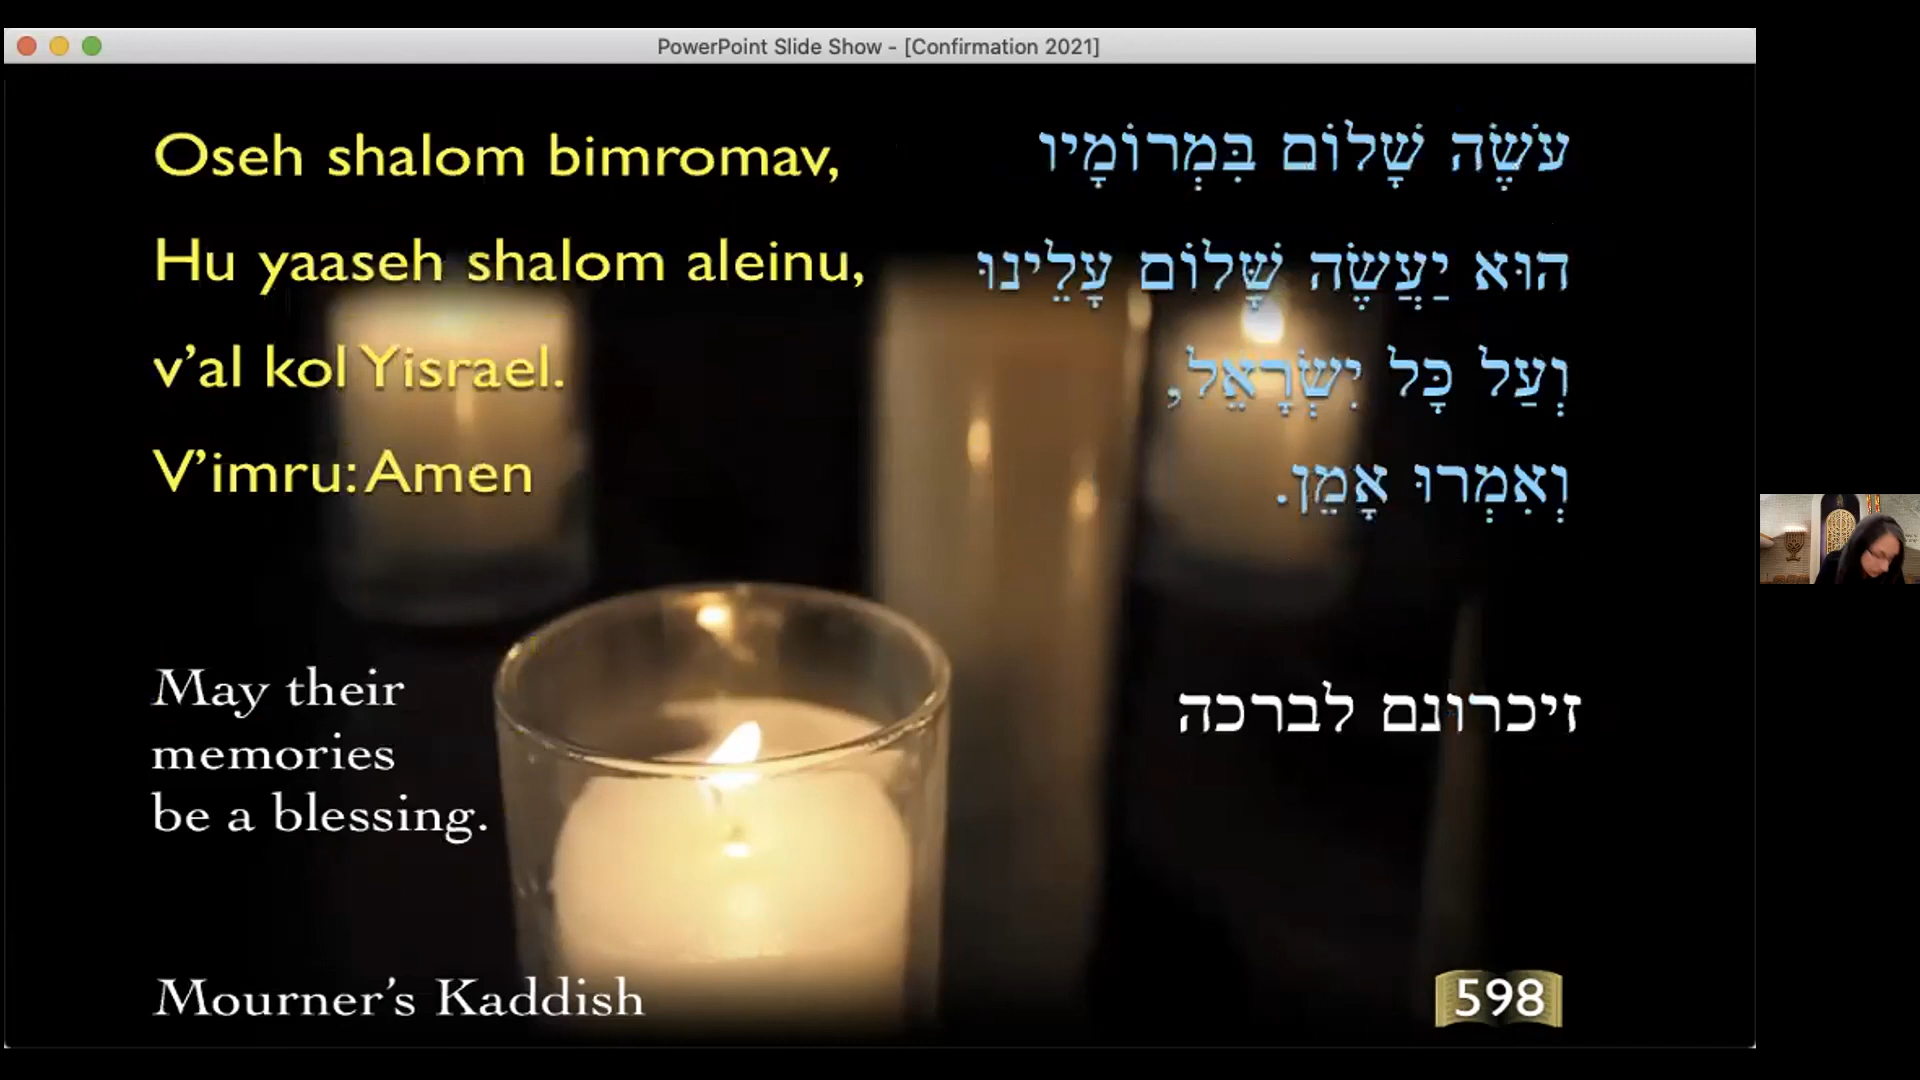 PowerPoint Slide Show - [Confirmation 2021]
Oseh shalom bimromav,
Hu yaaseh shalom aleinu,
v’al kol Yisrael.
V’imru: Amen
עֹשֶׂה שָׁלוֹם בִּמְרוֹמָיו
הוּא יַעֲשֶׂה שָׁלוֹם עָלֵינוּ
וְעַל כָּל יִשְׂרָאֵל,
וְאִמְרוּ אָמֵן.
May their
memories
be a blessing.
זיכרונם לברכה
Mourner’s Kaddish
598